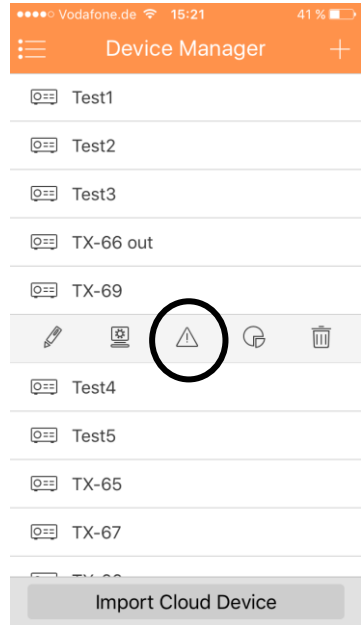 Vodafone.de 15:21 41 %
Device Manager
Test1
Test2
Test3
TX-66 out
TX-69
Test4
Test5
TX-65
TX-67
Import Cloud Device